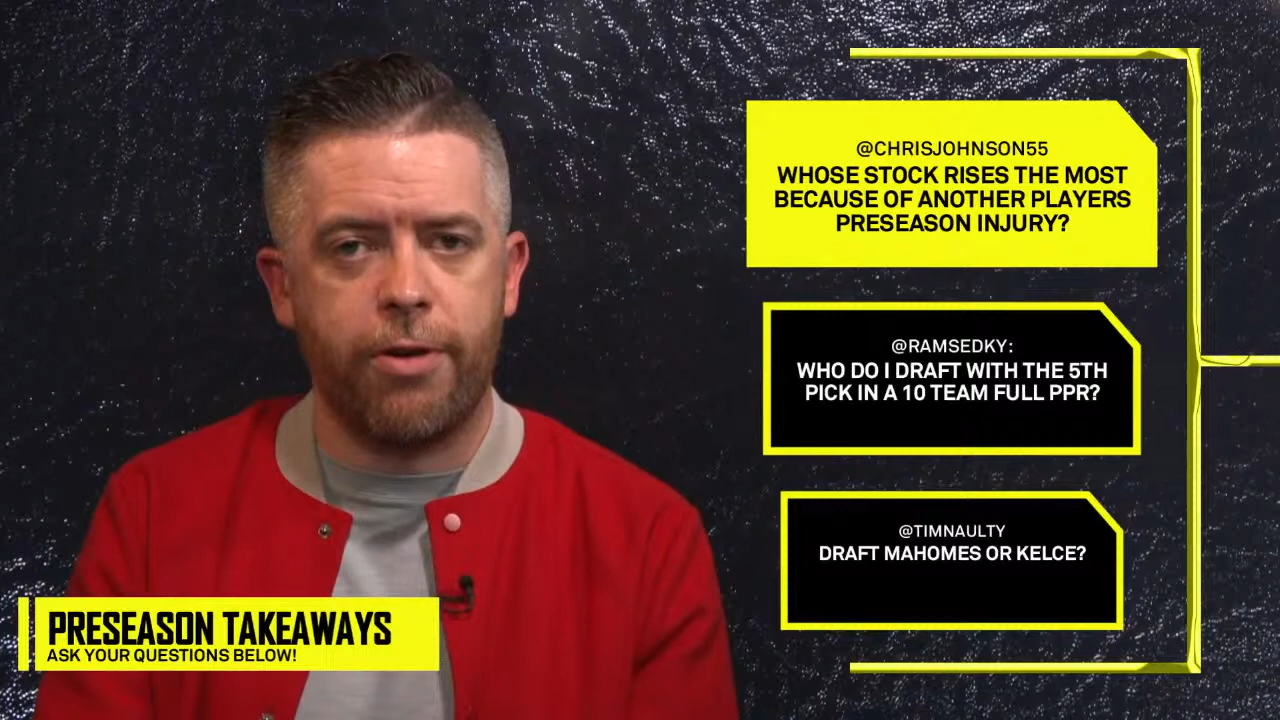 @CHRISJOHNSON55
WHOSE STOCK RISES THE MOST
BECAUSE OF ANOTHER PLAYERS
PRESEASON INJURY?
@RAMSEDKY:
WHO DO I DRAFT WITH THE 5TH
PICK IN A 10 TEAM FULL PPR?
@TIMNAULTY
DRAFT MAHOMES OR KELCE?
PRESEASON TAKEAWAYS
ASK YOUR QUESTIONS BELOW!